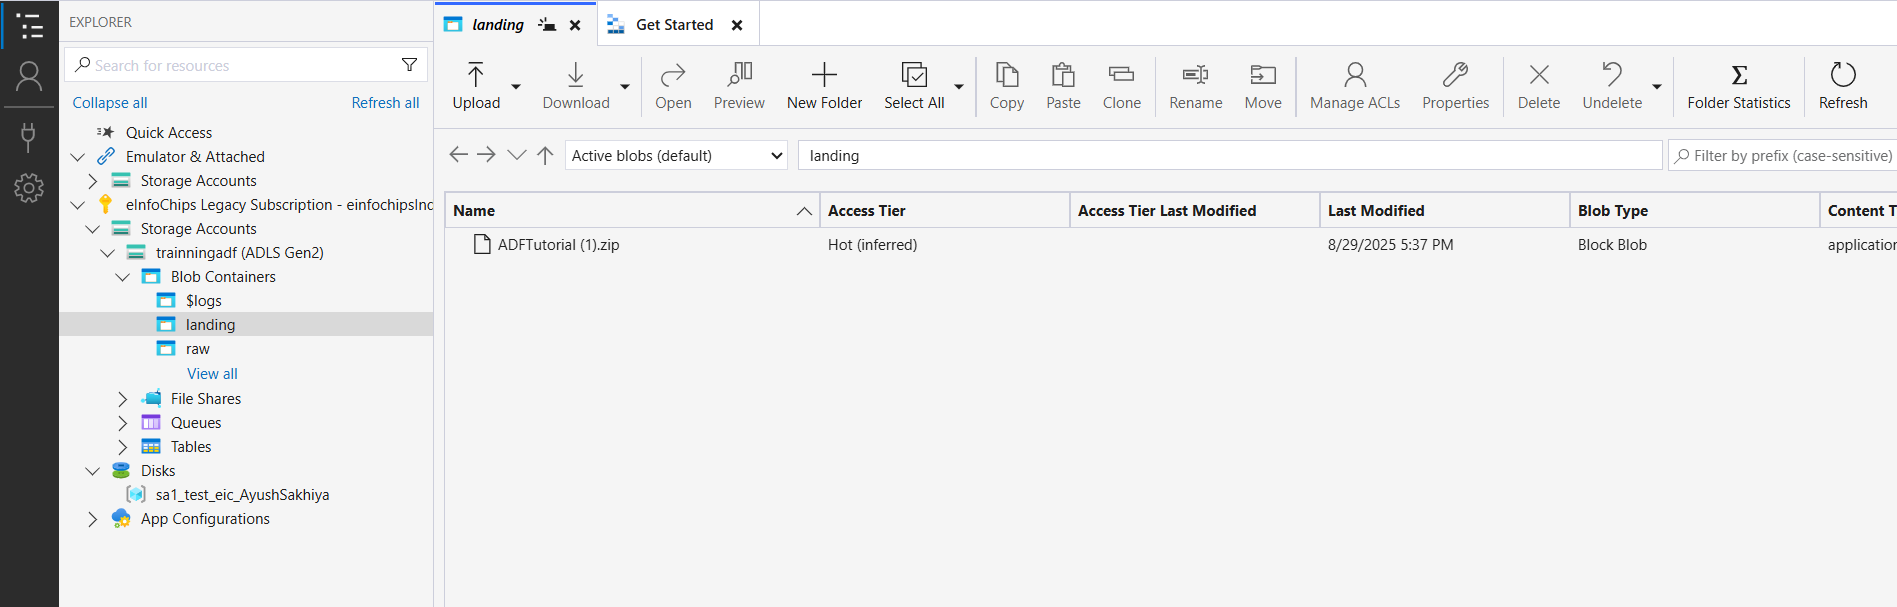 EXPLORER
Search for resources
Collapse all Refresh all
Quick Access
Emulator & Attached
Storage Accounts
eInfoChips Legacy Subscription - einfochipsInd
Storage Accounts
trainningadf (ADLS Gen2)
Blob Containers
$logs
landing
raw
View all
File Shares
Queues
Tables
Disks
sa1_test_eic_AyushSakhiya
App Configurations
landing Get Started
Upload Download Open Preview New Folder Select All Copy Paste Clone Rename Move Manage ACLs Properties Delete Undelete Folder Statistics Refresh
Active blobs (default) landing Filter by prefix (case-sensitive)
Name Access Tier Access Tier Last Modified Last Modified Blob Type Content T
ADFTutorial (1).zip Hot (inferred) 8/29/2025 5:37 PM Block Blob application